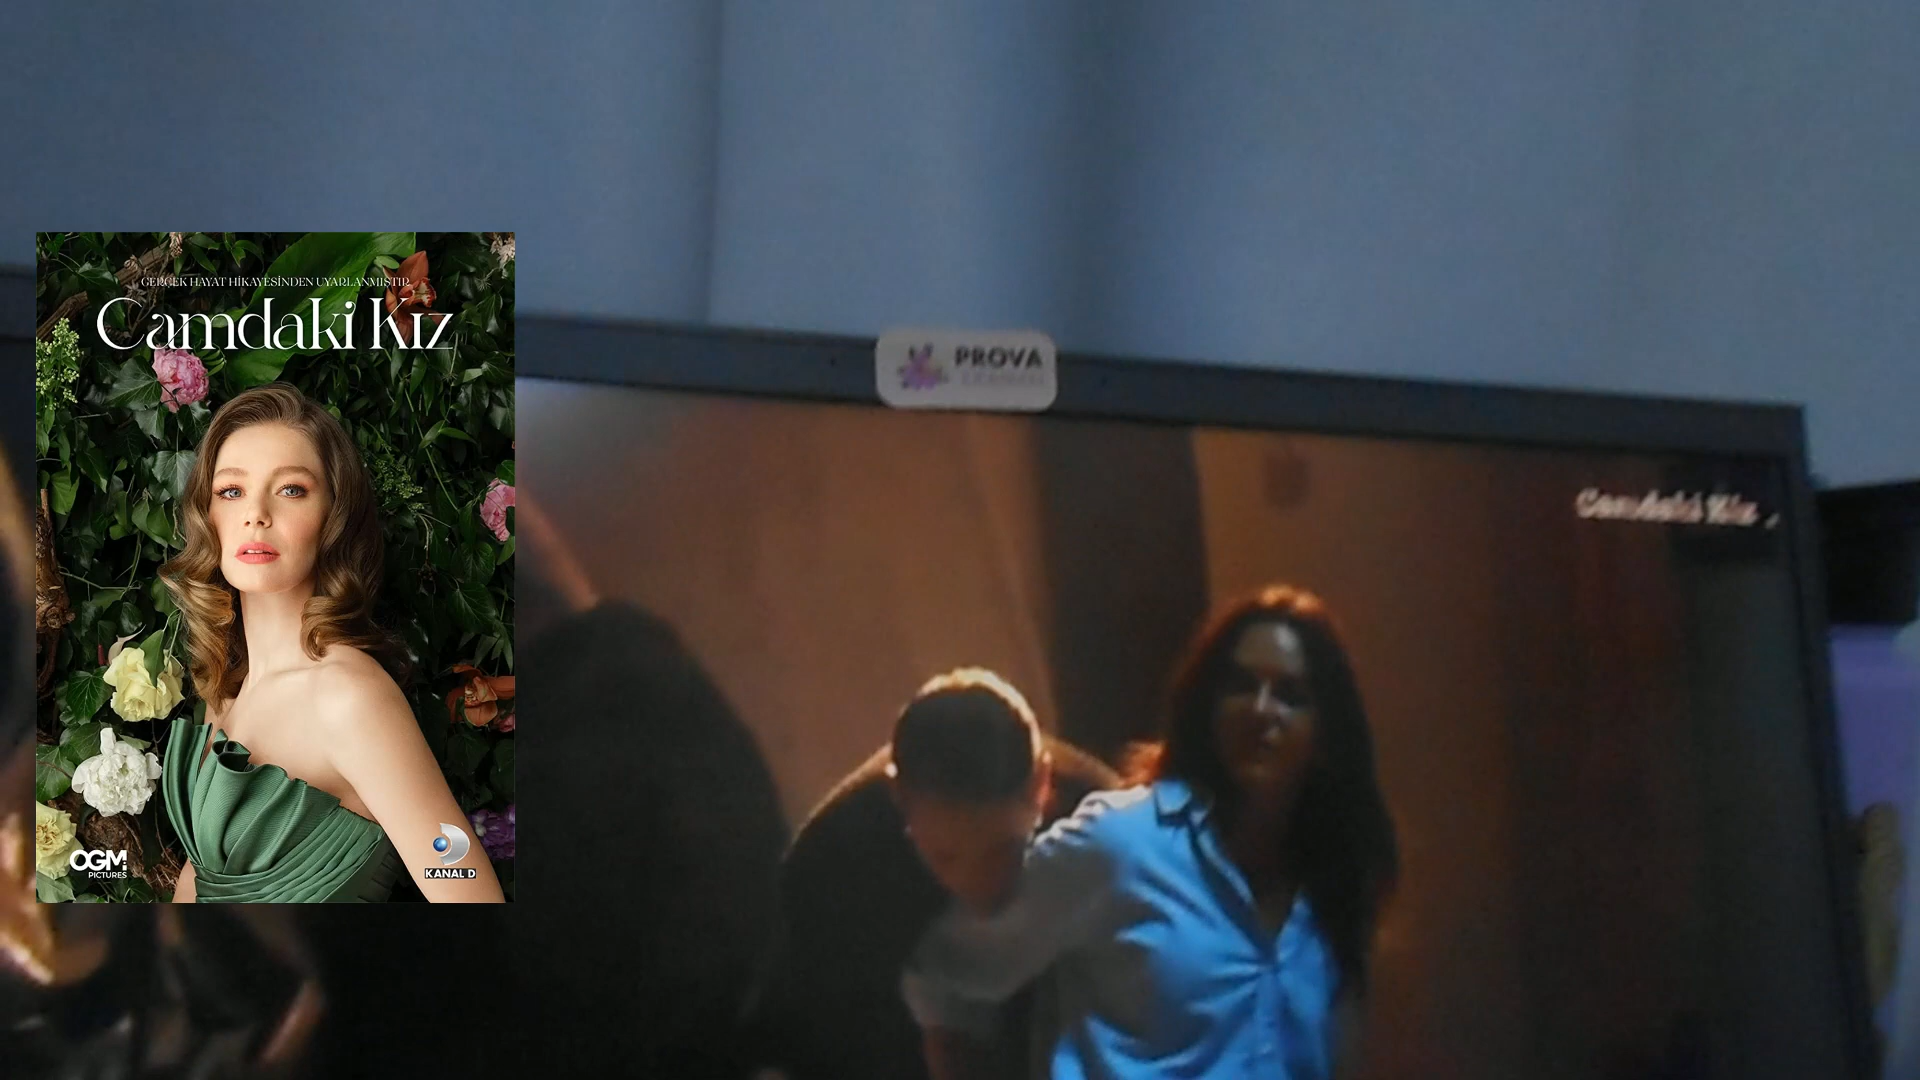 GERÇEK HAYAT HİKAYESİNDEN UYARLANMIŞTIR
Camdaki Kız
OGM
PICTURES
KANAL D
PROVA
Camdaki Kız